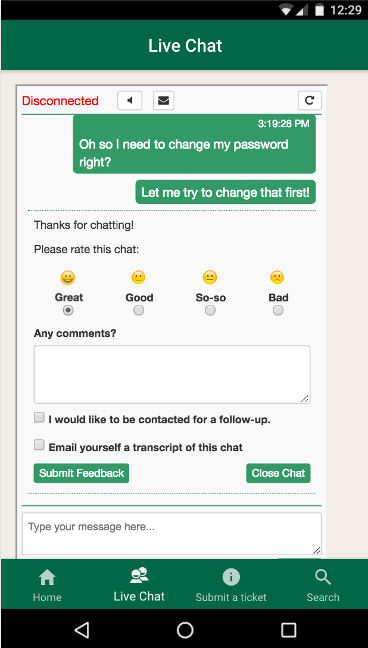 12:29
Live Chat
Disconnected
3:19:28 PM
Oh so I need to change my password
right?
Let me try to change that first!
Thanks for chatting!
Please rate this chat:
Great Good So-so Bad
Any comments?
I would like to be contacted for a follow-up.
Email yourself a transcript of this chat
Submit Feedback Close Chat
Type your message here...
Home Live Chat Submit a ticket Search